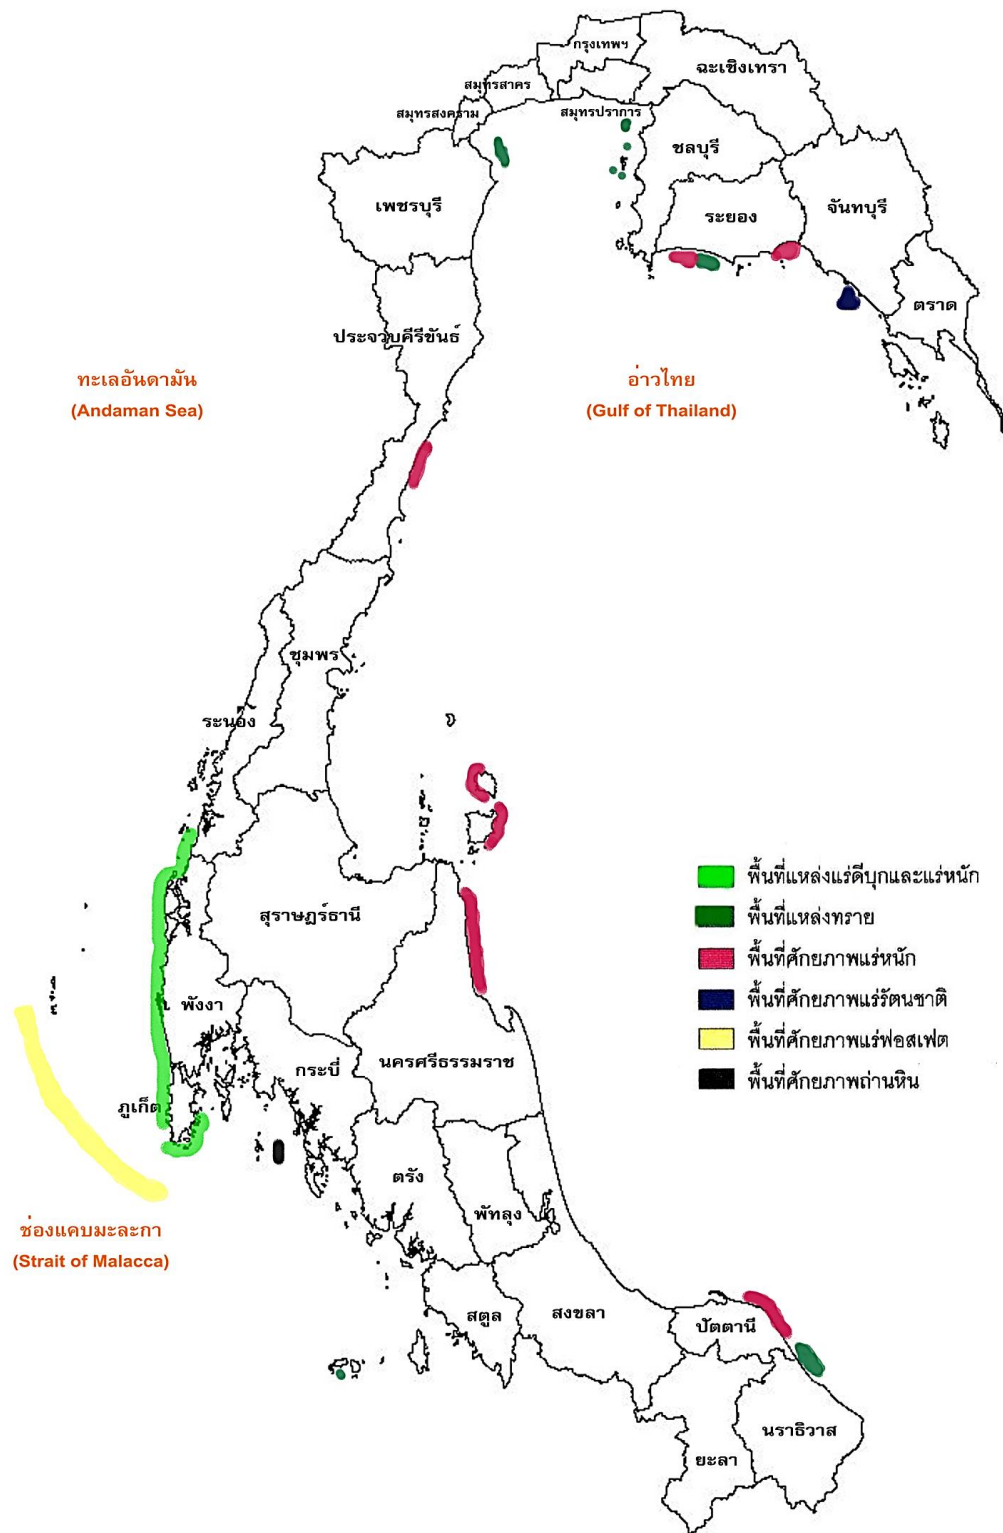 กรุงเทพฯ
ฉะเชิงเทรา
สมุทรสาคร
สมุทรสงคราม
สมุทรปราการ
ชลบุรี
เพชรบุรี
ระยอง
จันทบุรี
ตราด
ประจวบคีรีขันธ์
ทะเลอันดามัน
(Andaman Sea)
อ่าวไทย
(Gulf of Thailand)
ชุมพร
ระนอง
สุราษฎร์ธานี
พังงา
กระบี่
นครศรีธรรมราช
ภูเก็ต
ตรัง
พัทลุง
ช่องแคบมะละกา
(Strait of Malacca)
สตูล
สงขลา
ปัตตานี
ยะลา
นราธิวาส
พื้นที่แหล่งแร่ดีบุกและแร่หนัก
พื้นที่แหล่งทราย
พื้นที่ศักยภาพแร่หนัก
พื้นที่ศักยภาพแร่รัตนชาติ
พื้นที่ศักยภาพแร่ฟอสเฟต
พื้นที่ศักยภาพถ่านหิน